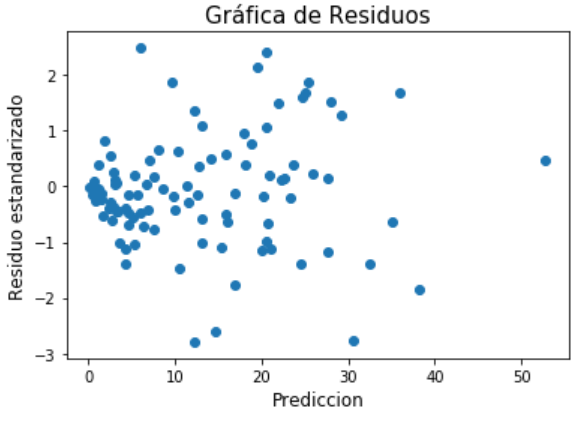 Gráfica de Residuos
Residuo estandarizado
2
1
0
−1
−2
−3
0 10 20 30 40 50
Prediccion